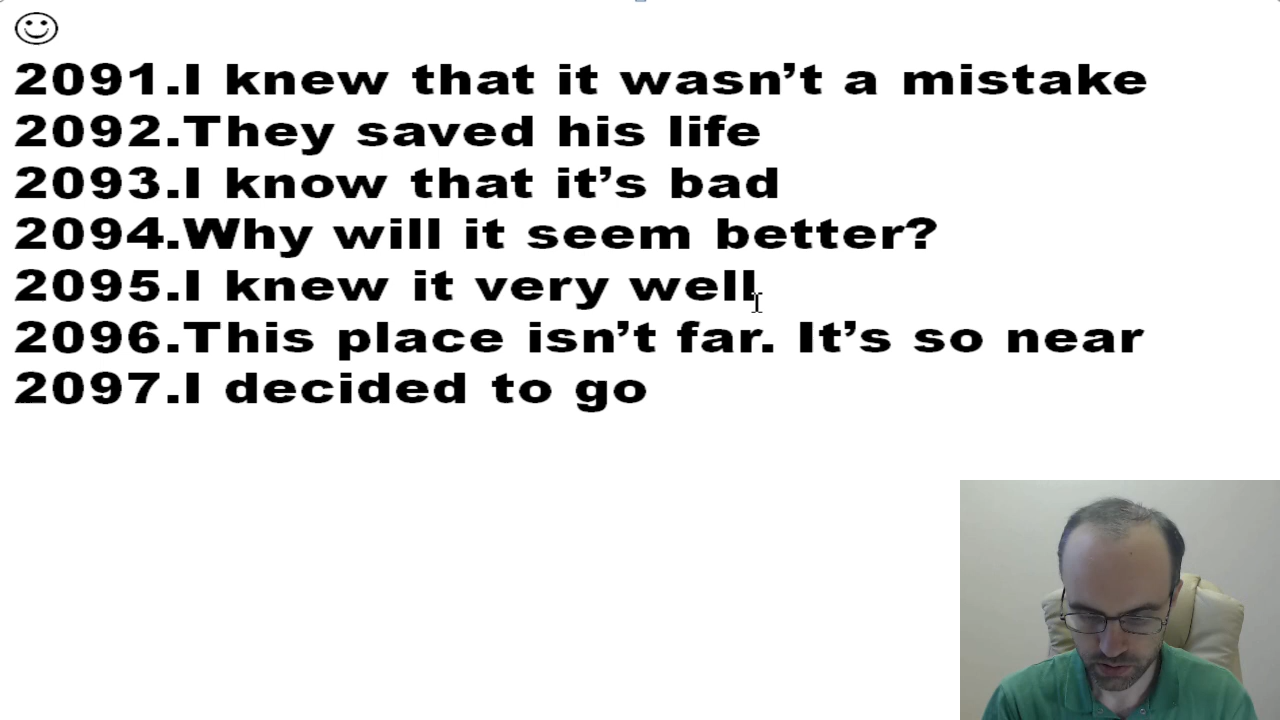 2091.I knew that it wasn’t a mistake
2092.They saved his life
2093.I know that it’s bad
2094.Why will it seem better?
2095.I knew it very well
2096.This place isn’t far. It’s so near
2097.I decided to go